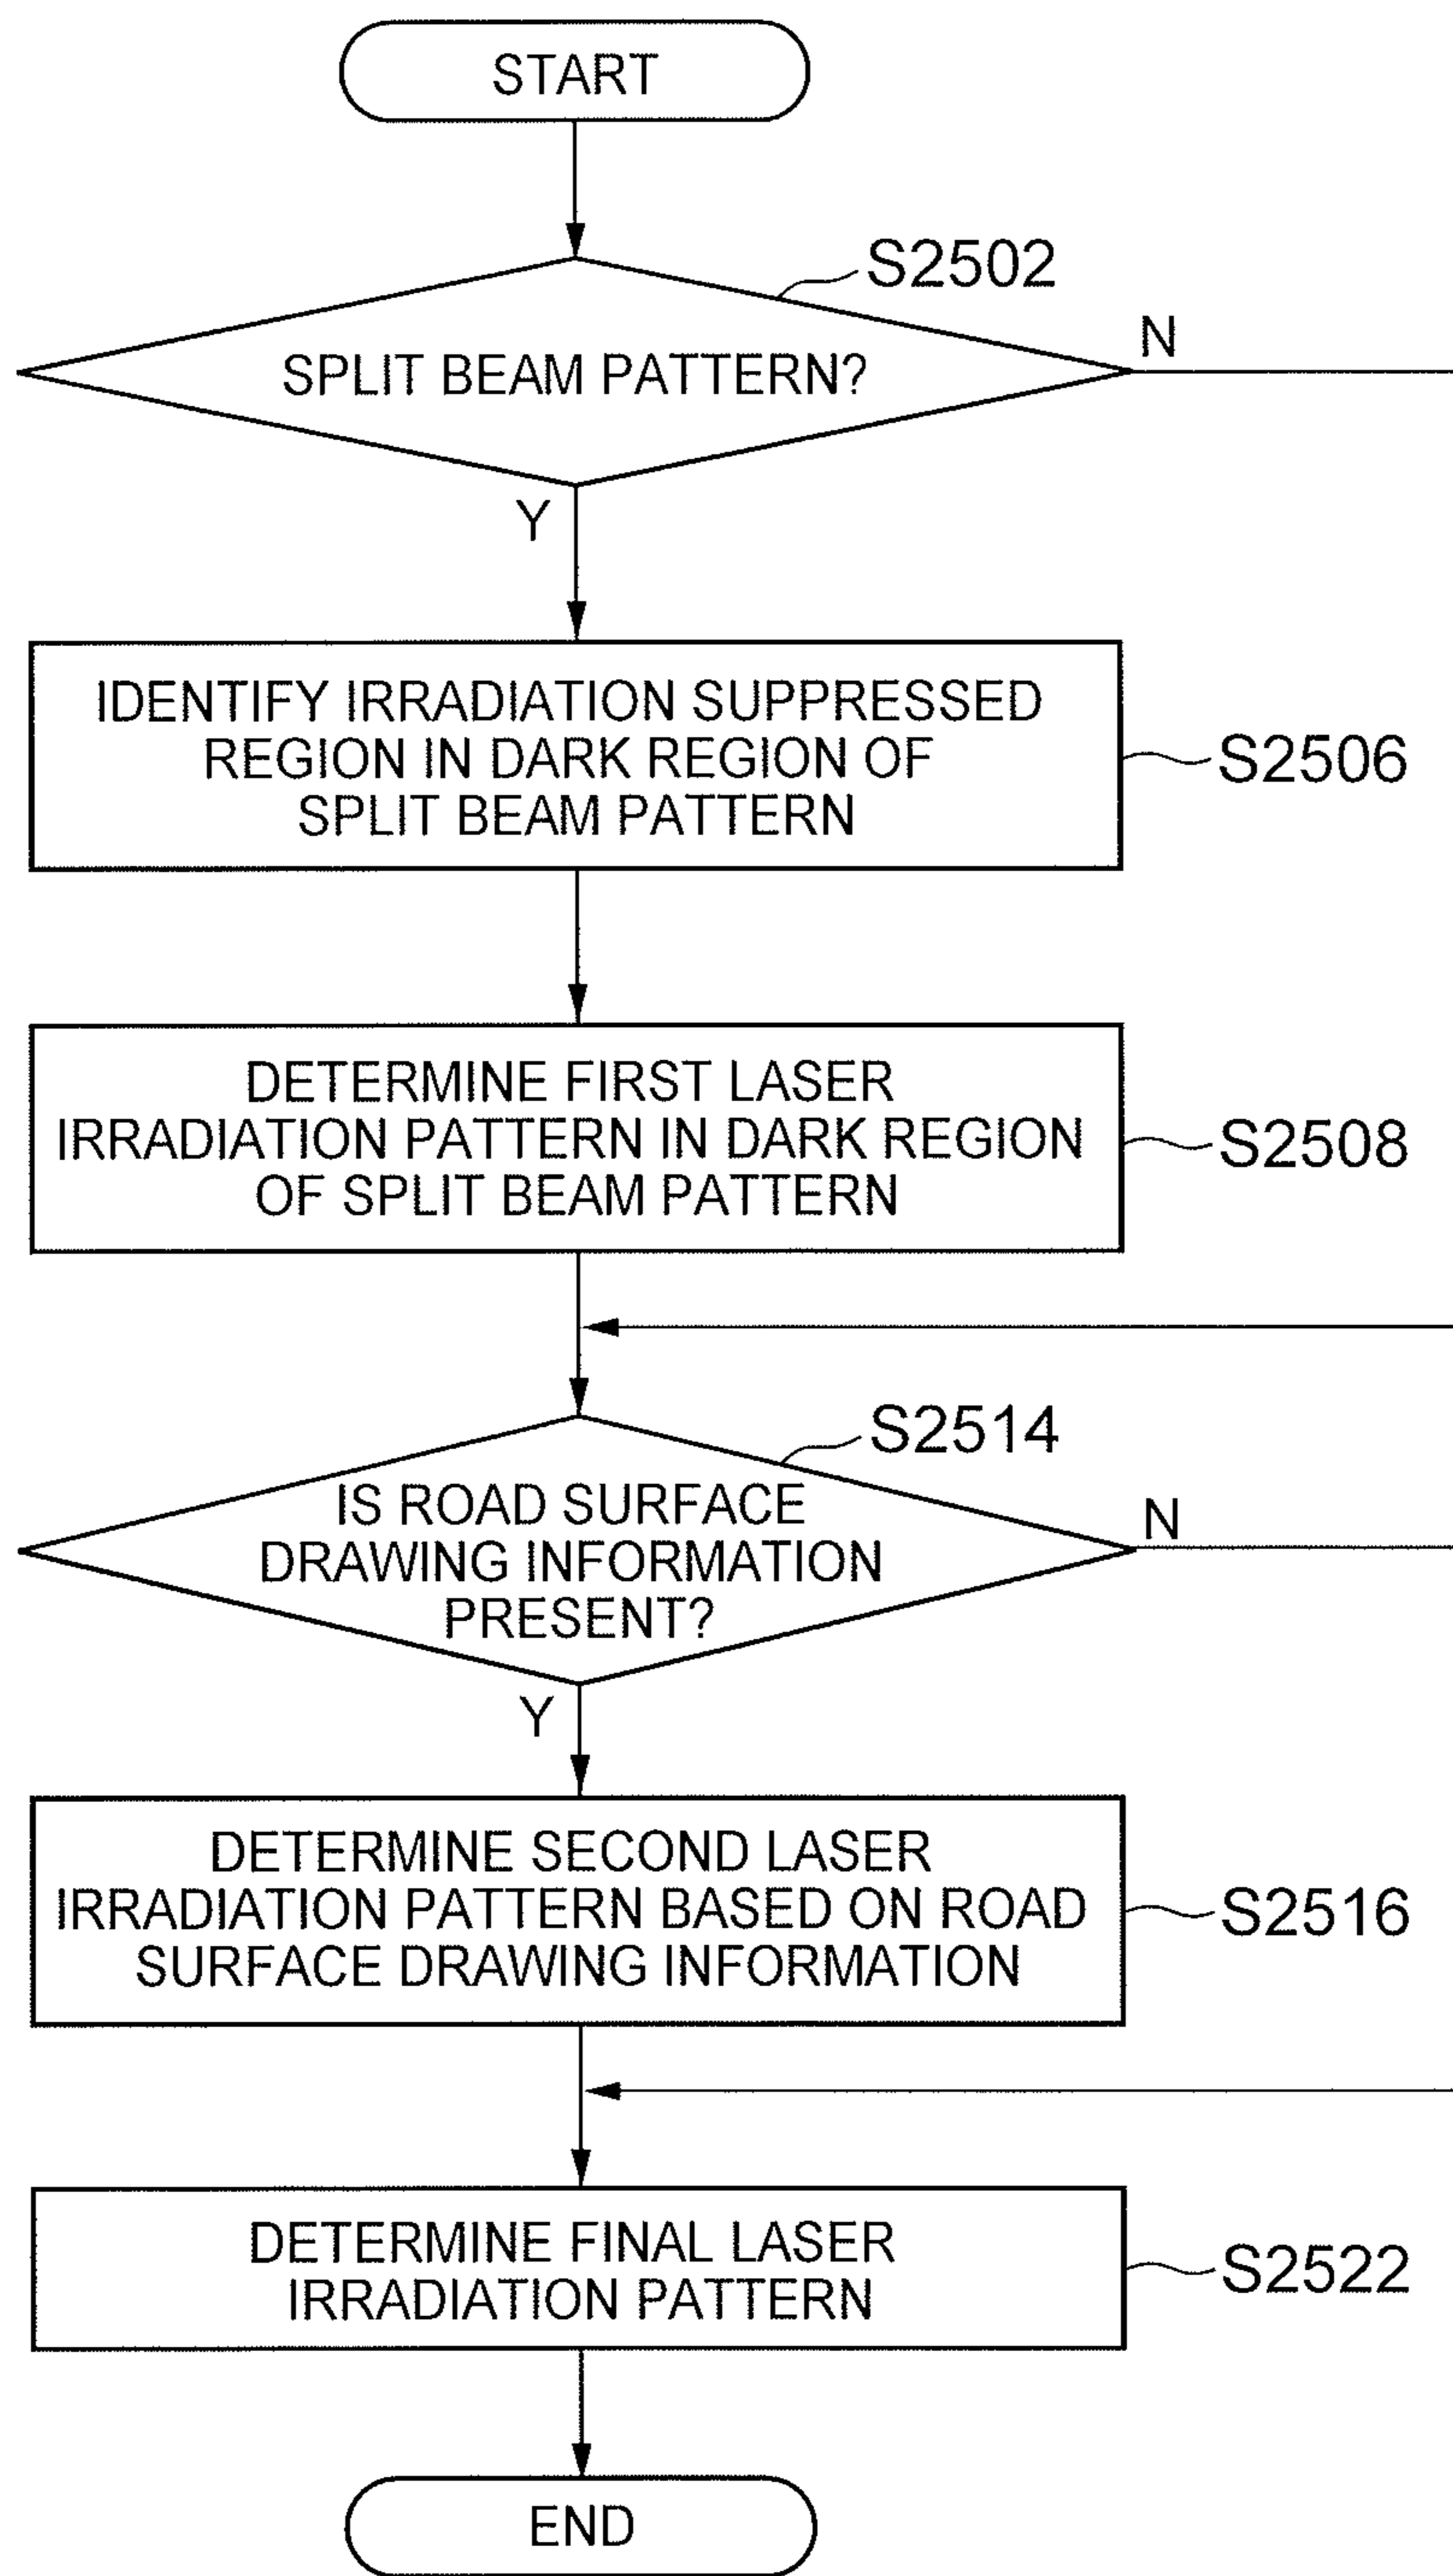 START
S2502
SPLIT BEAM PATTERN?
N
Y
IDENTIFY IRRADIATION SUPPRESSED
REGION IN DARK REGION OF
SPLIT BEAM PATTERN
S2506
DETERMINE FIRST LASER
IRRADIATION PATTERN IN DARK REGION
OF SPLIT BEAM PATTERN
S2508
S2514
IS ROAD SURFACE
DRAWING INFORMATION
PRESENT?
N
Y
DETERMINE SECOND LASER
IRRADIATION PATTERN BASED ON ROAD
SURFACE DRAWING INFORMATION
S2516
DETERMINE FINAL LASER
IRRADIATION PATTERN
S2522
END